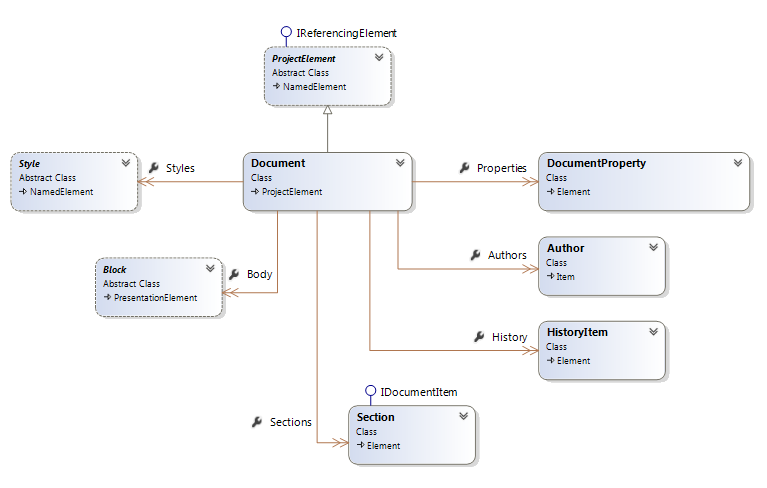 IReferencingElement
ProjectElement
Abstract Class
NamedElement
Style
Abstract Class
NamedElement
Styles
Document
Class
ProjectElement
Properties
DocumentProperty
Class
Element
Authors
Author
Class
Item
Block
Abstract Class
PresentationElement
Body
History
HistoryItem
Class
Element
IDocumentItem
Sections
Section
Class
Element